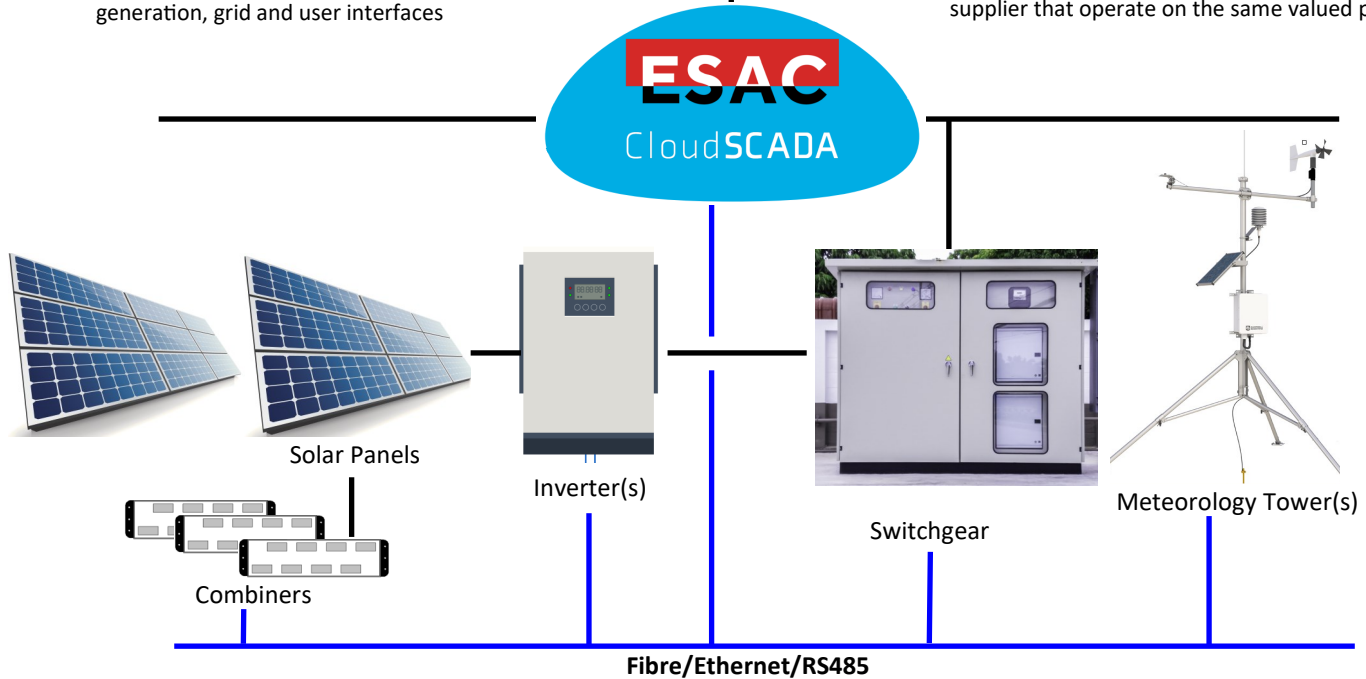 generation, grid and user interfaces
supplier that operate on the same valued p
ESAC
CloudSCADA
Solar Panels
Inverter(s)
Switchgear
Meteorology Tower(s)
Combiners
Fibre/Ethernet/RS485